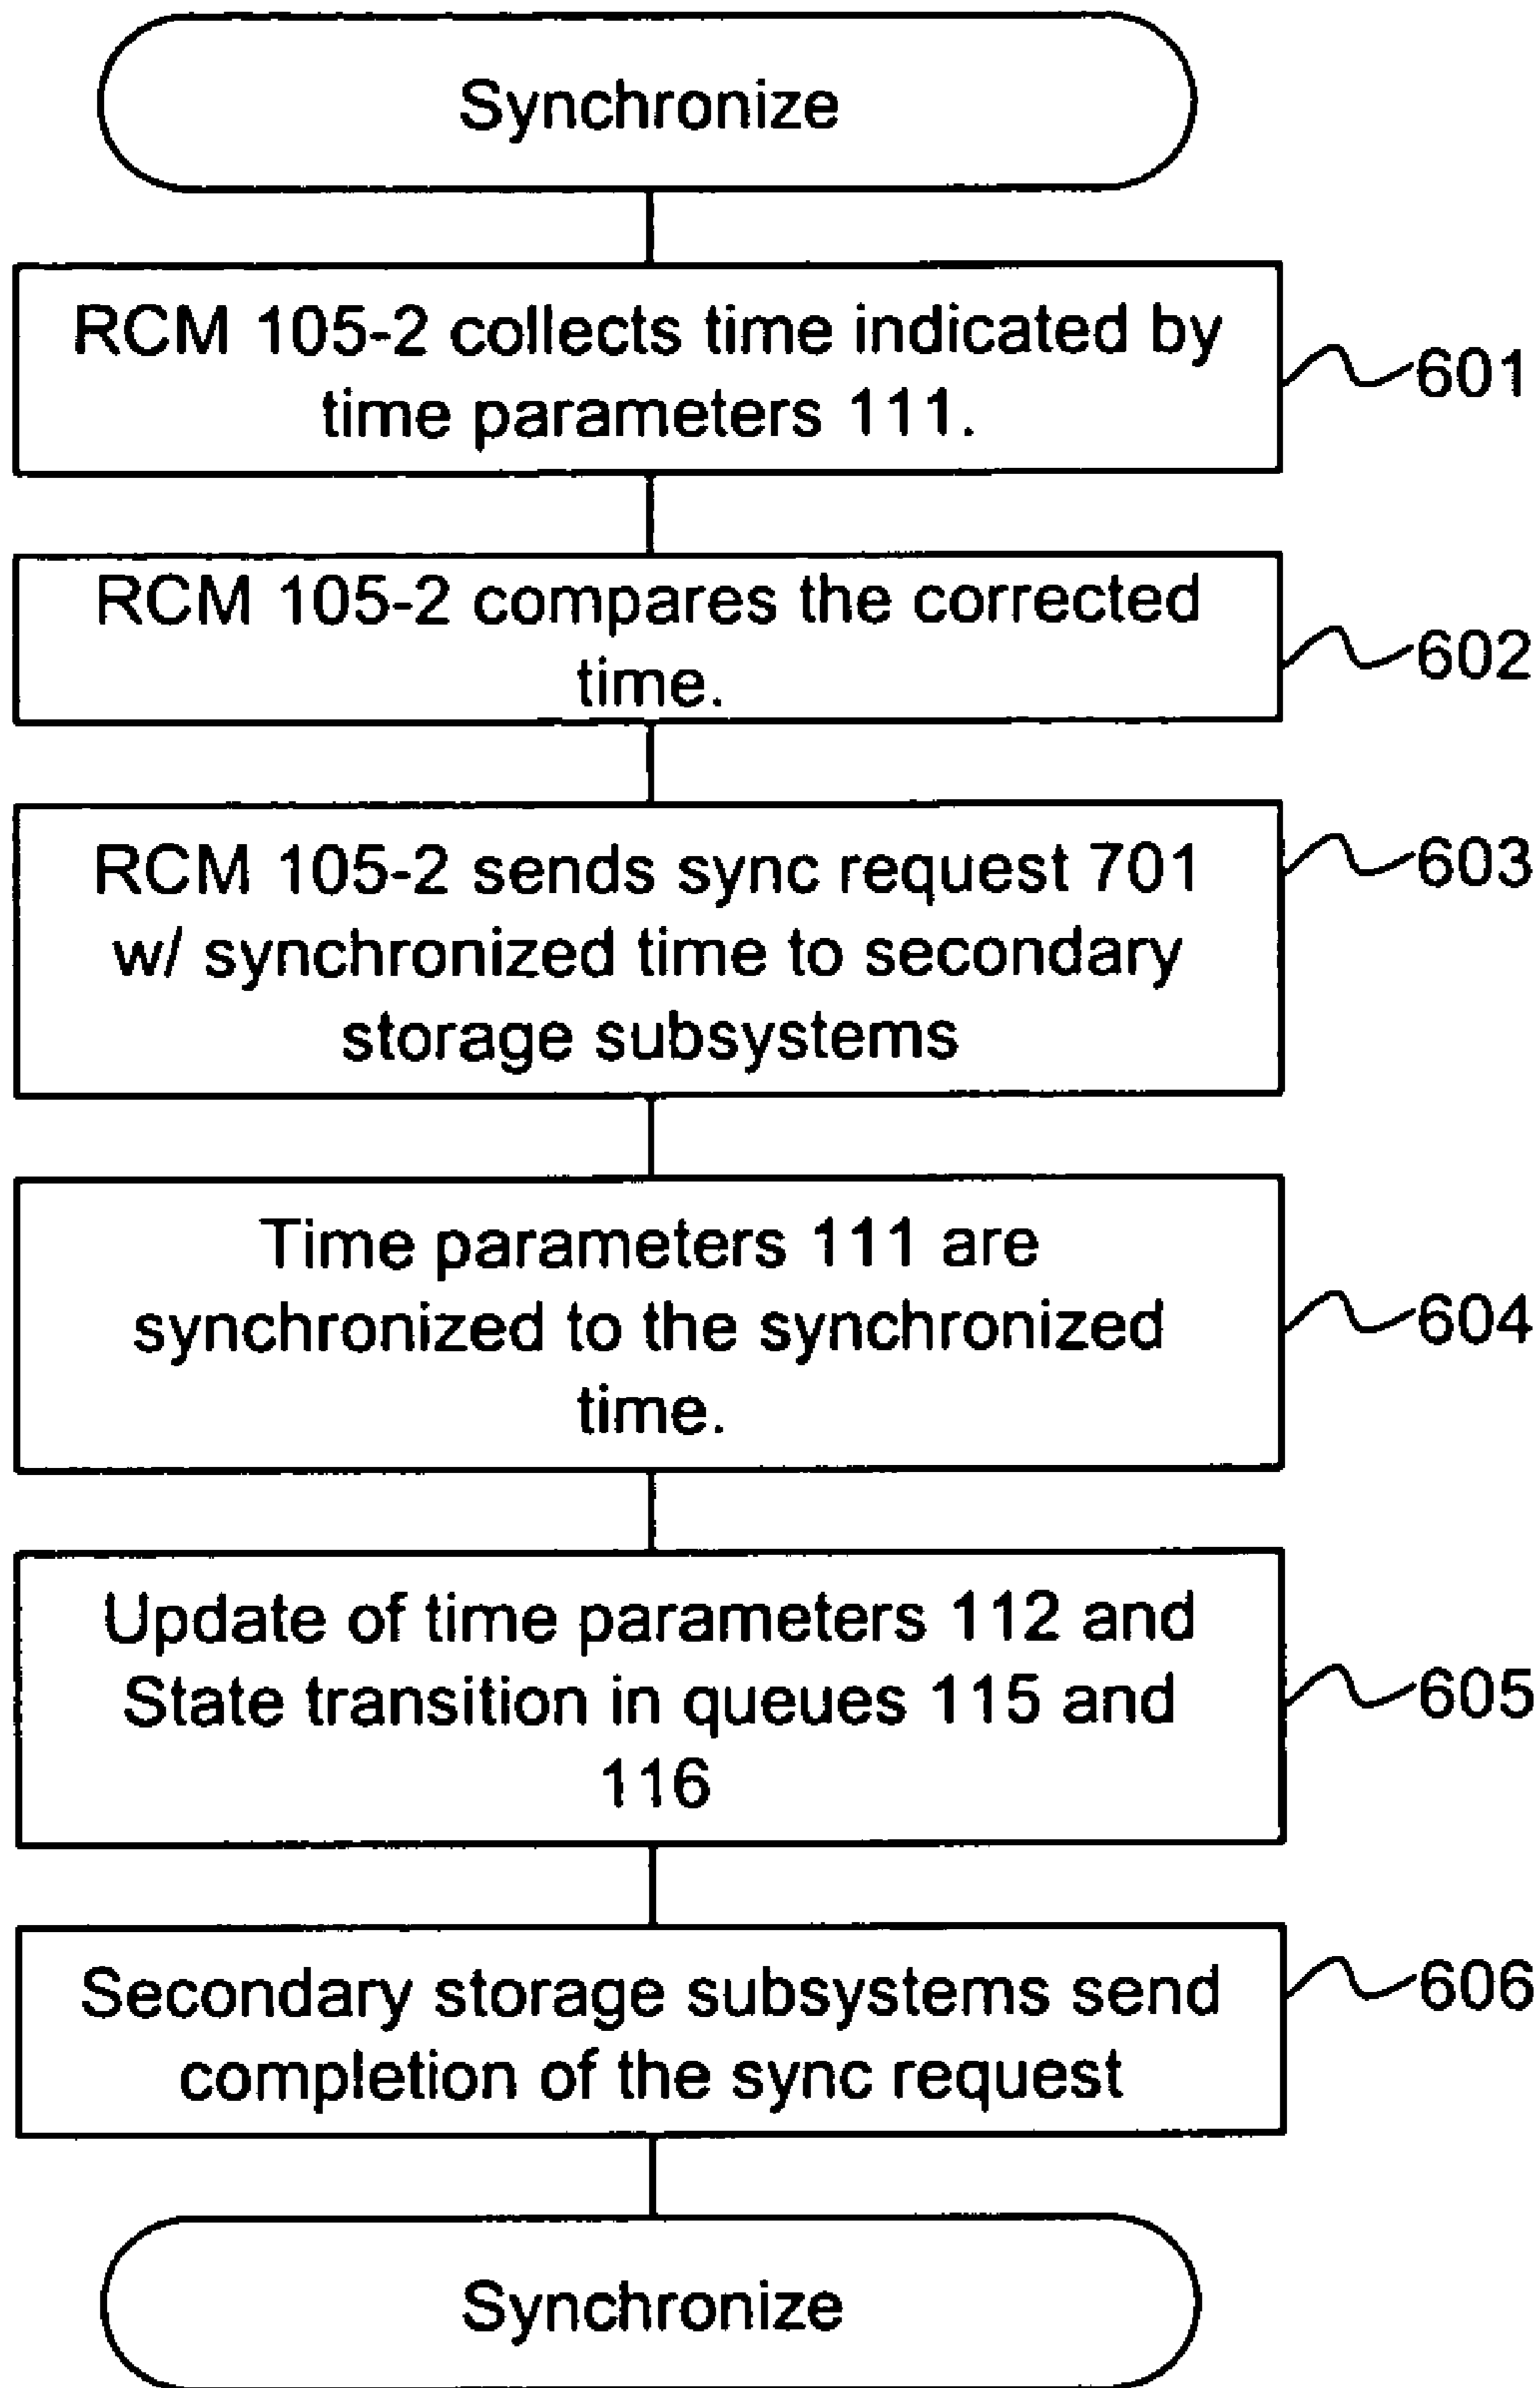 Synchronize
RCM 105-2 collects time indicated by
time parameters 111.
601
RCM 105-2 compares the corrected
time.
602
RCM 105-2 sends sync request 701
w/ synchronized time to secondary
storage subsystems
603
Time parameters 111 are
synchronized to the synchronized
time.
604
Update of time parameters 112 and
State transition in queues 115 and
116
605
Secondary storage subsystems send
completion of the sync request
606
Synchronize